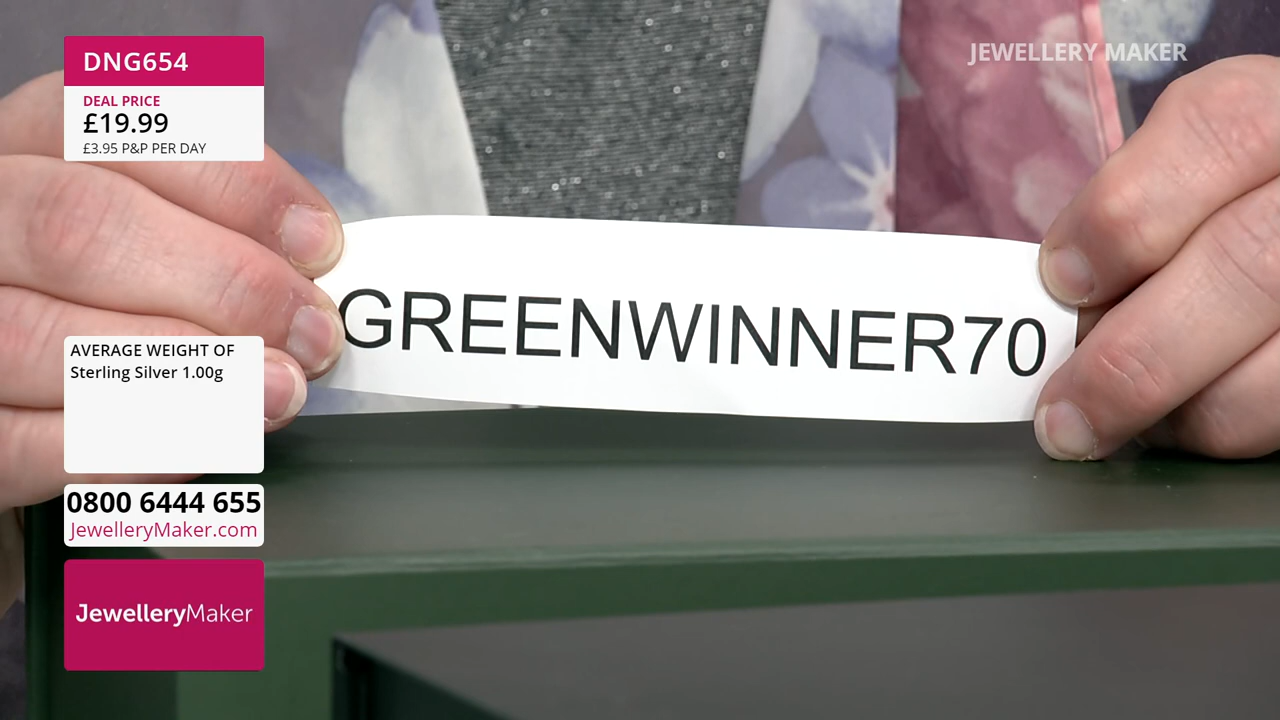 DNG654
DEAL PRICE
£19.99
£3.95 P&P PER DAY
JEWELLERY MAKER
GREENWINNER70
AVERAGE WEIGHT OF
Sterling Silver 1.00g
0800 6444 655
JewelleryMaker.com
JewelleryMaker